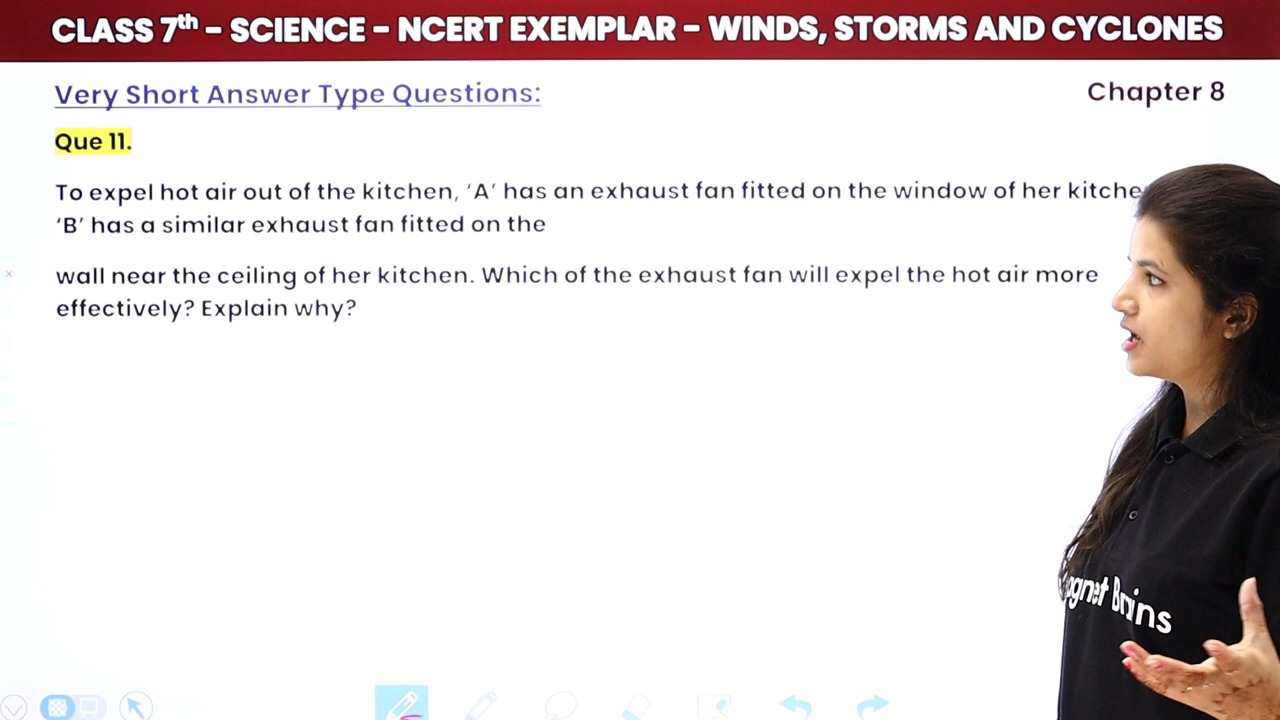 CLASS 7th - SCIENCE - NCERT EXEMPLAR - WINDS, STORMS AND CYCLONES
Very Short Answer Type Questions:
Chapter 8
Que 11.
To expel hot air out of the kitchen, ‘A’ has an exhaust fan fitted on the window of her
‘B’ has a similar exhaust fan fitted on the
wall near the ceiling of her kitchen. Which of the exhaust fan will expel the hot air more
effectively? Explain why?
Brains